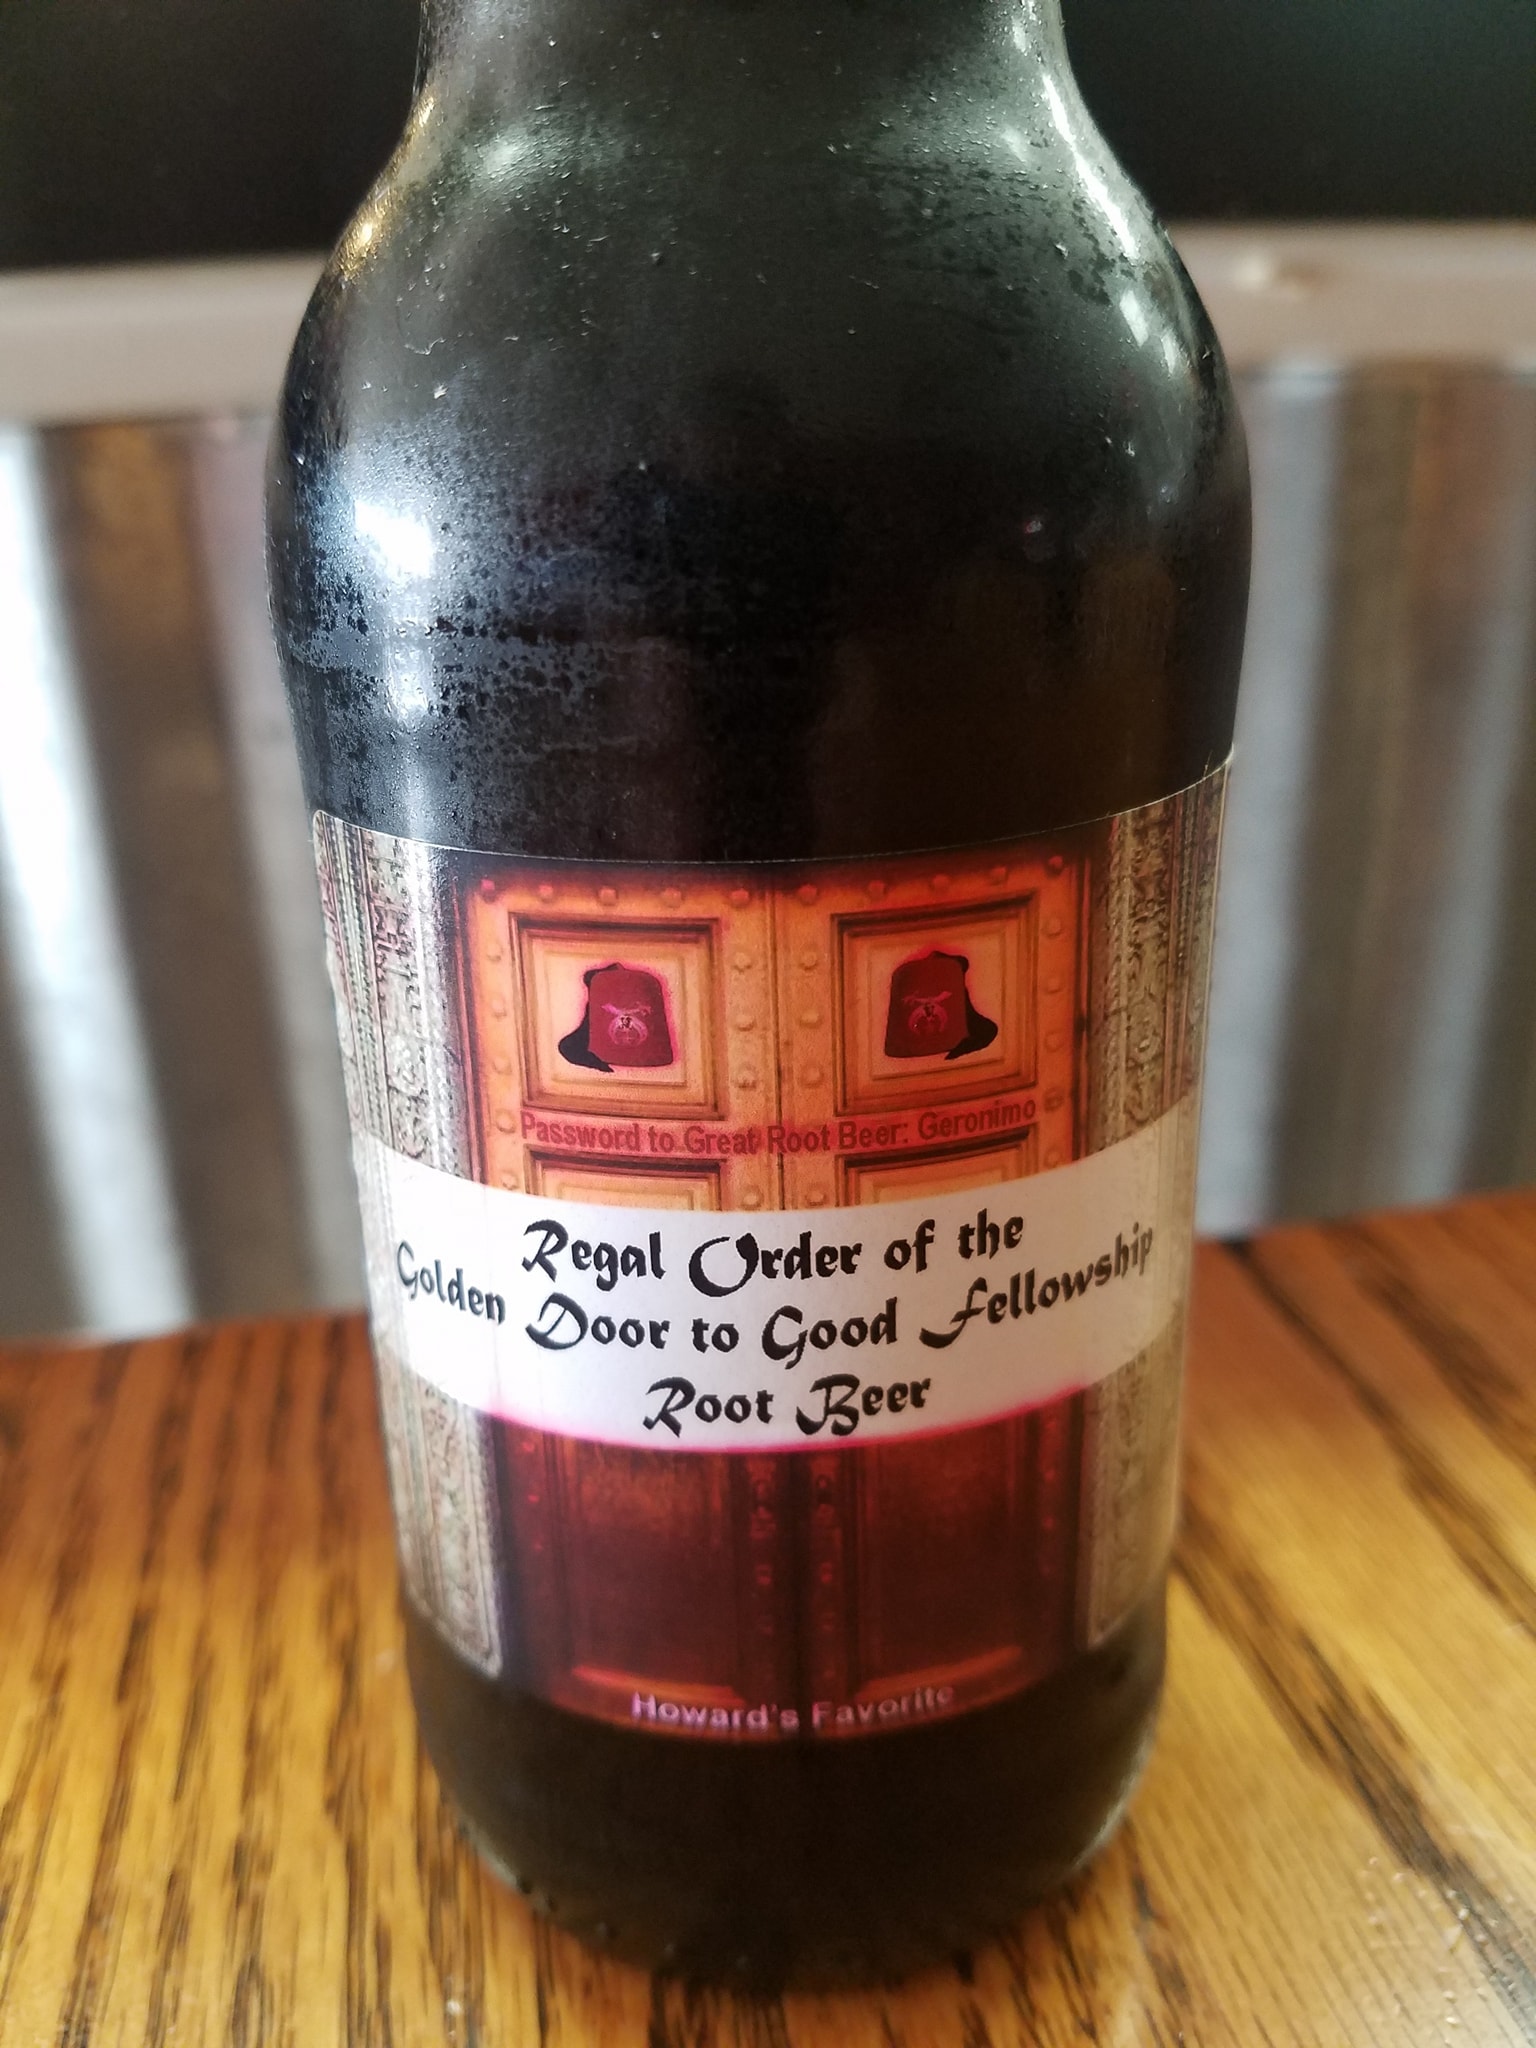 Password to Great Root Beer: Geronimo
Regal Order of the
Golden Door to Good Fellowship
Root Beer
Howard's Favorite